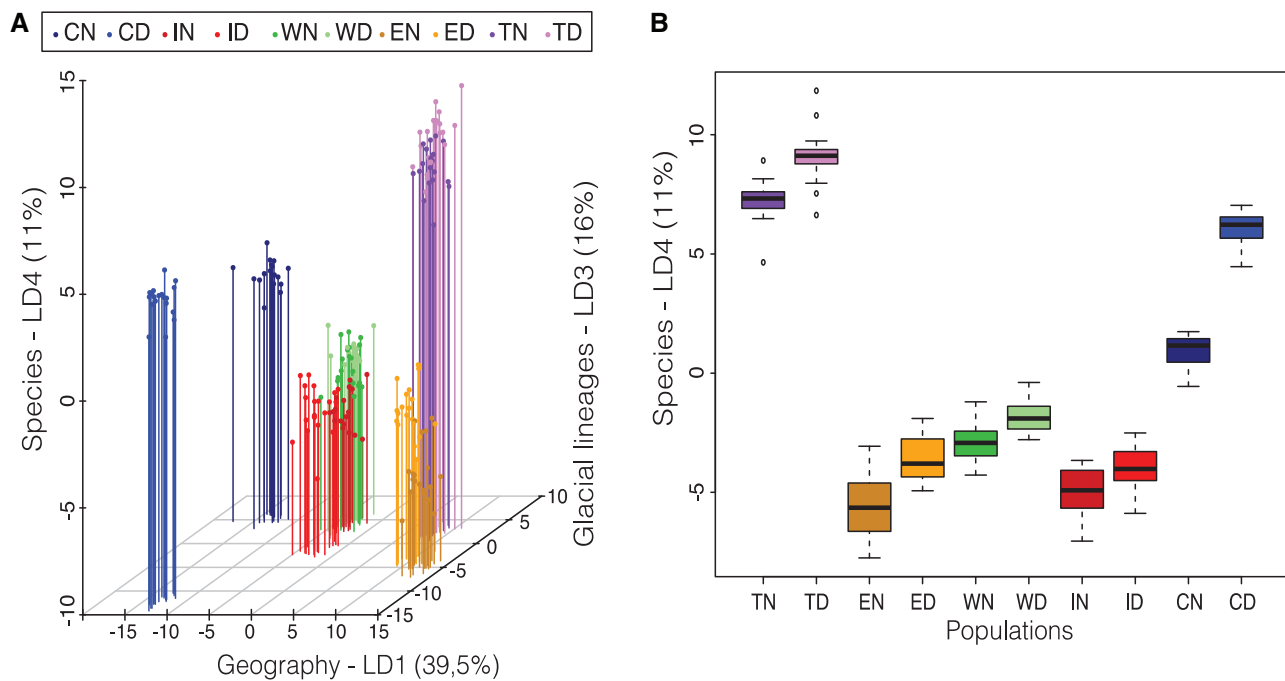 A
CN CD IN ID WN WD EN ED TN TD
15
10
5
0
-5
-10
Species - LD4 (11%)
-15 -10 0 5 10 15
Geography - LD1 (39,5%)
-15
-10
-5
0
5
10
Glacial lineages - LD3 (16%)
B
10
5
0
-5
Species - LD4 (11%)
TN TD EN ED WN WD IN ID CN CD
Populations